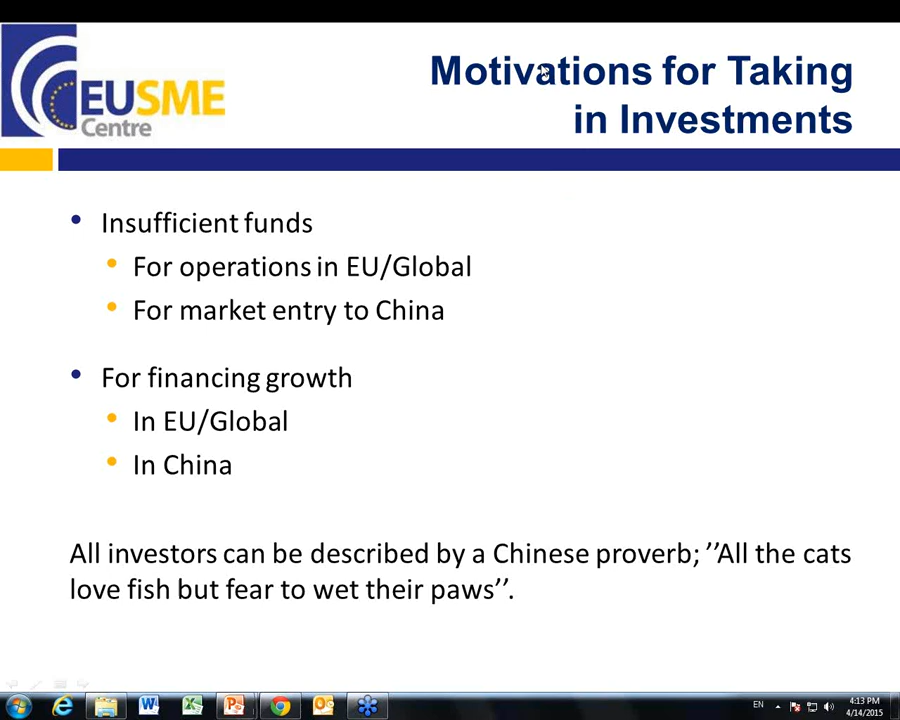 EUSME
Centre
Motivations for Taking
in Investments
• Insufficient funds
• For operations in EU/Global
• For market entry to China
• For financing growth
• In EU/Global
• In China
All investors can be described by a Chinese proverb; ’’All the cats
love fish but fear to wet their paws’’.
EN
4:13 PM
4/14/2015